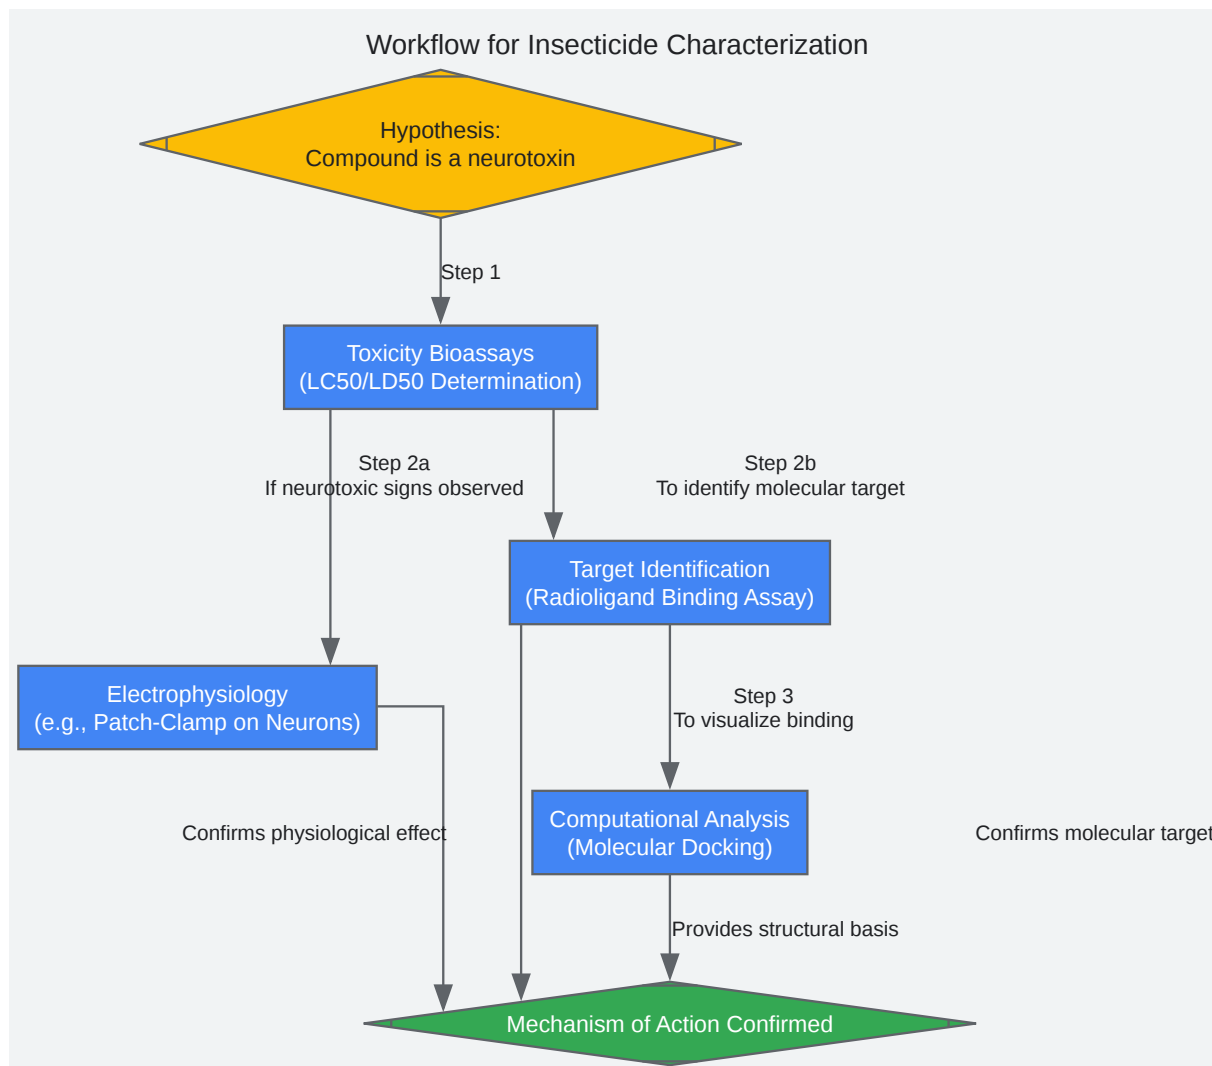 Workflow for Insecticide Characterization
Hypothesis:
Compound is a neurotoxin
Step 1
Toxicity Bioassays
(LC50/LD50 Determination)
Step 2a
If neurotoxic signs observed
Step 2b
To identify molecular target
Target Identification
(Radioligand Binding Assay)
Electrophysiology
(e.g., Patch-Clamp on Neurons)
Step 3
To visualize binding
Confirms physiological effect
Computational Analysis
(Molecular Docking)
Confirms molecular target
Provides structural basis
Mechanism of Action Confirmed